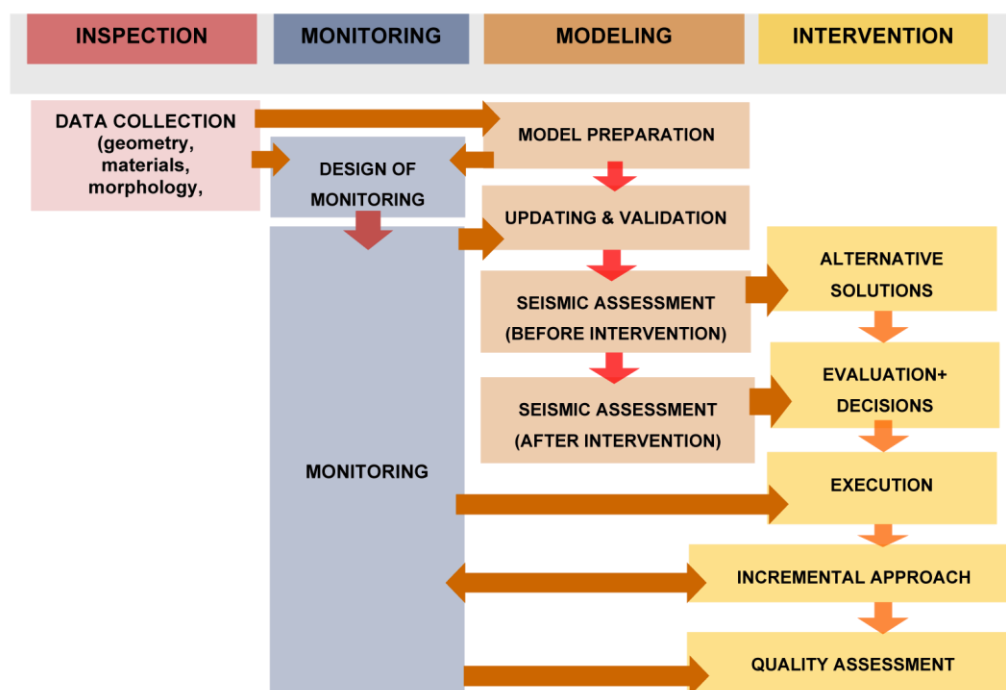 INSPECTION
MONITORING
MODELING
INTERVENTION
DATA COLLECTION
(geometry,
materials,
morphology,
DESIGN OF
MONITORING
MODEL PREPARATION
UPDATING & VALIDATION
SEISMIC ASSESSMENT
(BEFORE INTERVENTION)
SEISMIC ASSESSMENT
(AFTER INTERVENTION)
MONITORING
ALTERNATIVE
SOLUTIONS
EVALUATION+
DECISIONS
EXECUTION
INCREMENTAL APPROACH
QUALITY ASSESSMENT